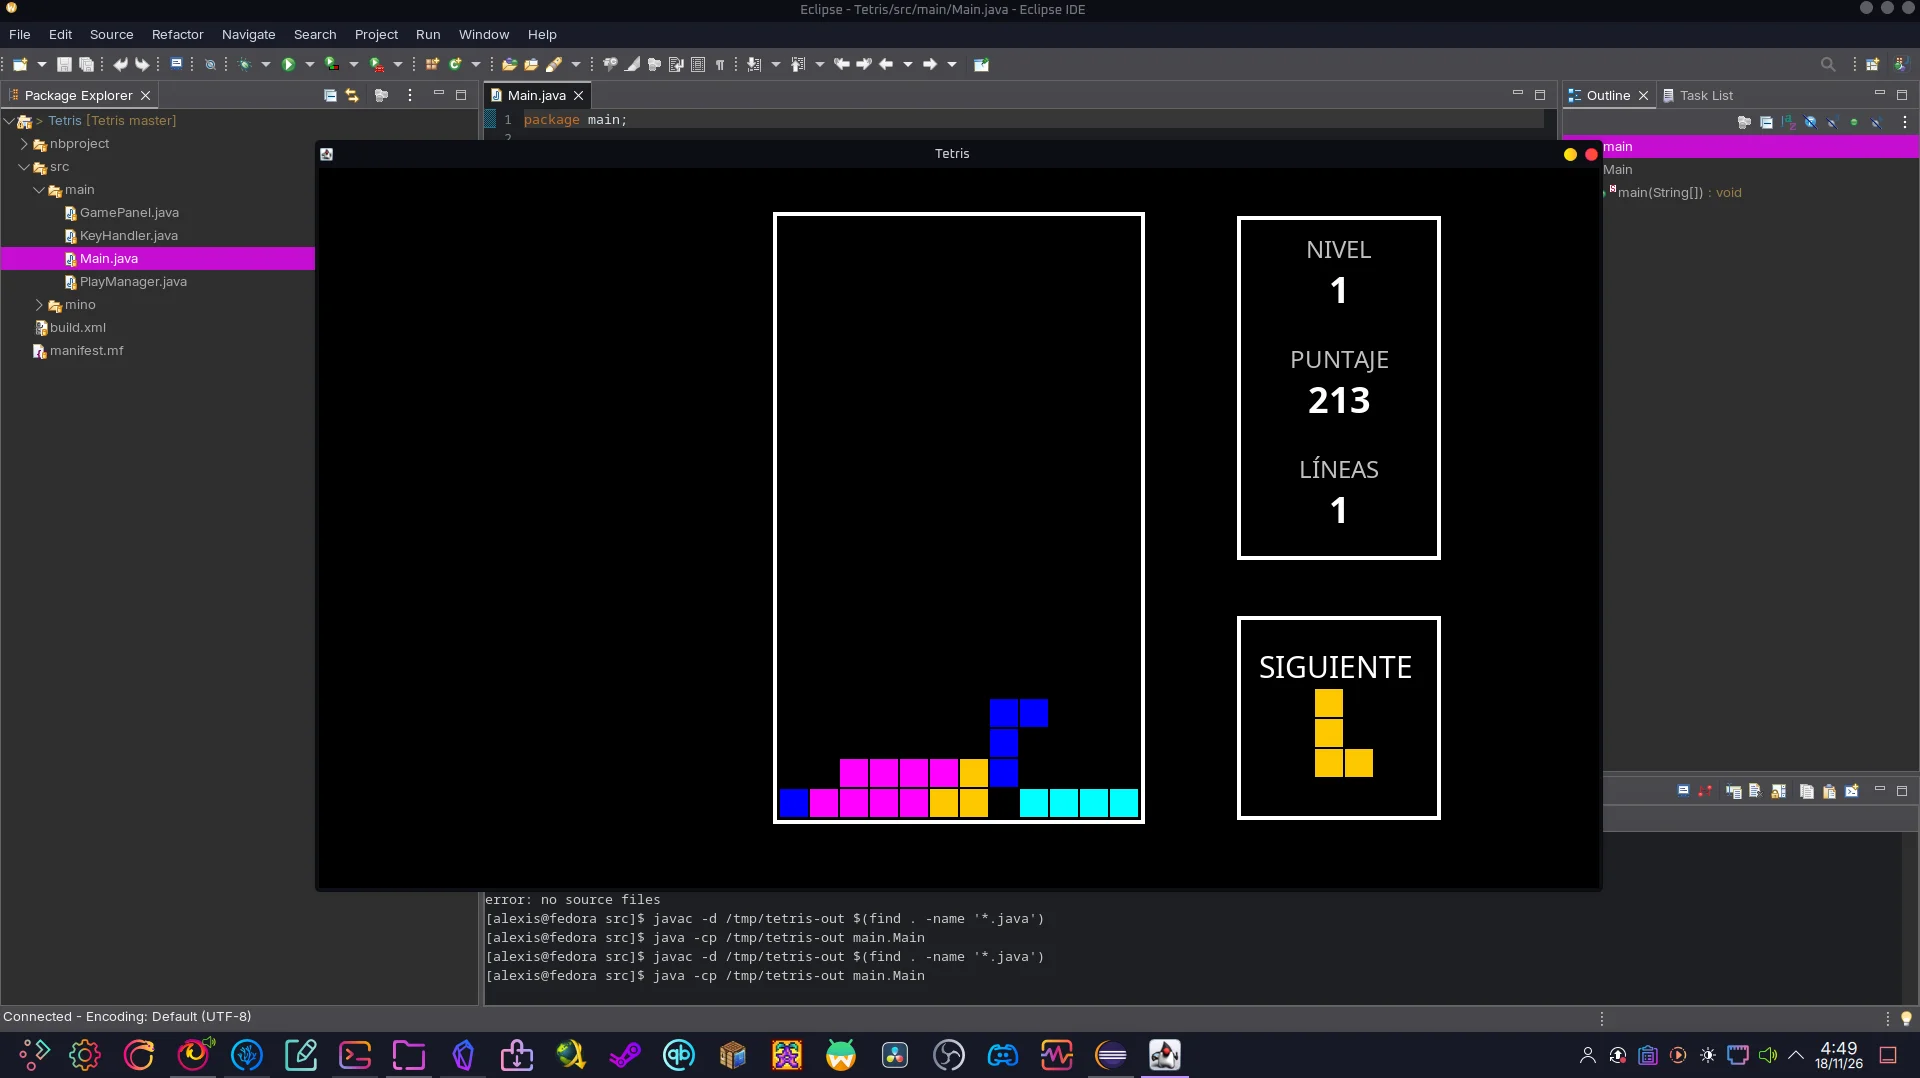 Eclipse - Tetris/src/main/Main.java - Eclipse IDE
File Edit Source Refactor Navigate Search Project Run Window Help
Package Explorer
Main.java
Outline
Task List
> Tetris [Tetris master]
nbproject
src
main
GamePanel.java
KeyHandler.java
Main.java
PlayManager.java
mino
build.xml
manifest.mf
1 package main;
2
main
Main
main(String[]) : void
Tetris
NIVEL
1
PUNTAJE
213
LÍNEAS
1
SIGUIENTE
error: no source files
[alexis@fedora src]$ javac -d /tmp/tetris-out $(find . -name '*.java')
[alexis@fedora src]$ java -cp /tmp/tetris-out main.Main
[alexis@fedora src]$ javac -d /tmp/tetris-out $(find . -name '*.java')
[alexis@fedora src]$ java -cp /tmp/tetris-out main.Main
Connected - Encoding: Default (UTF-8)
4:49
18/11/26